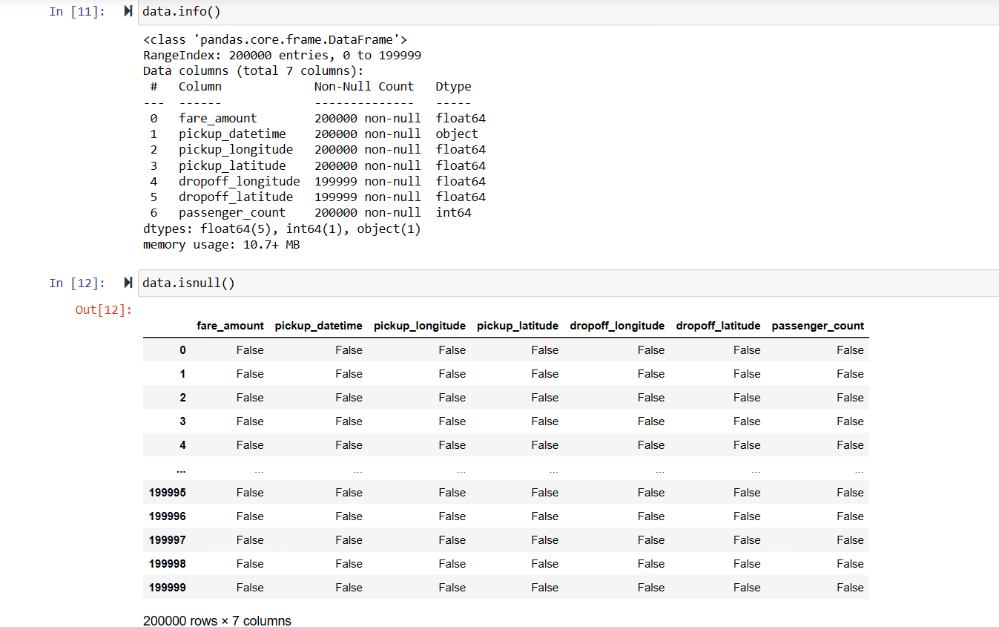 In [11]: data.info()
<class 'pandas.core.frame.DataFrame'>
RangeIndex: 200000 entries, 0 to 199999
Data columns (total 7 columns):
 #   Column             Non-Null Count   Dtype
---  ------             --------------   -----
 0   fare_amount        200000 non-null  float64
 1   pickup_datetime    200000 non-null  object
 2   pickup_longitude   200000 non-null  float64
 3   pickup_latitude    200000 non-null  float64
 4   dropoff_longitude  199999 non-null  float64
 5   dropoff_latitude   199999 non-null  float64
 6   passenger_count    200000 non-null  int64
dtypes: float64(5), int64(1), object(1)
memory usage: 10.7+ MB
In [12]: data.isnull()
Out[12]:
fare_amount pickup_datetime pickup_longitude pickup_latitude dropoff_longitude dropoff_latitude passenger_count
0 False False False False False False False
1 False False False False False False False
2 False False False False False False False
3 False False False False False False False
4 False False False False False False False
... ... ... ... ... ... ... ...
199995 False False False False False False False
199996 False False False False False False False
199997 False False False False False False False
199998 False False False False False False False
199999 False False False False False False False
200000 rows × 7 columns